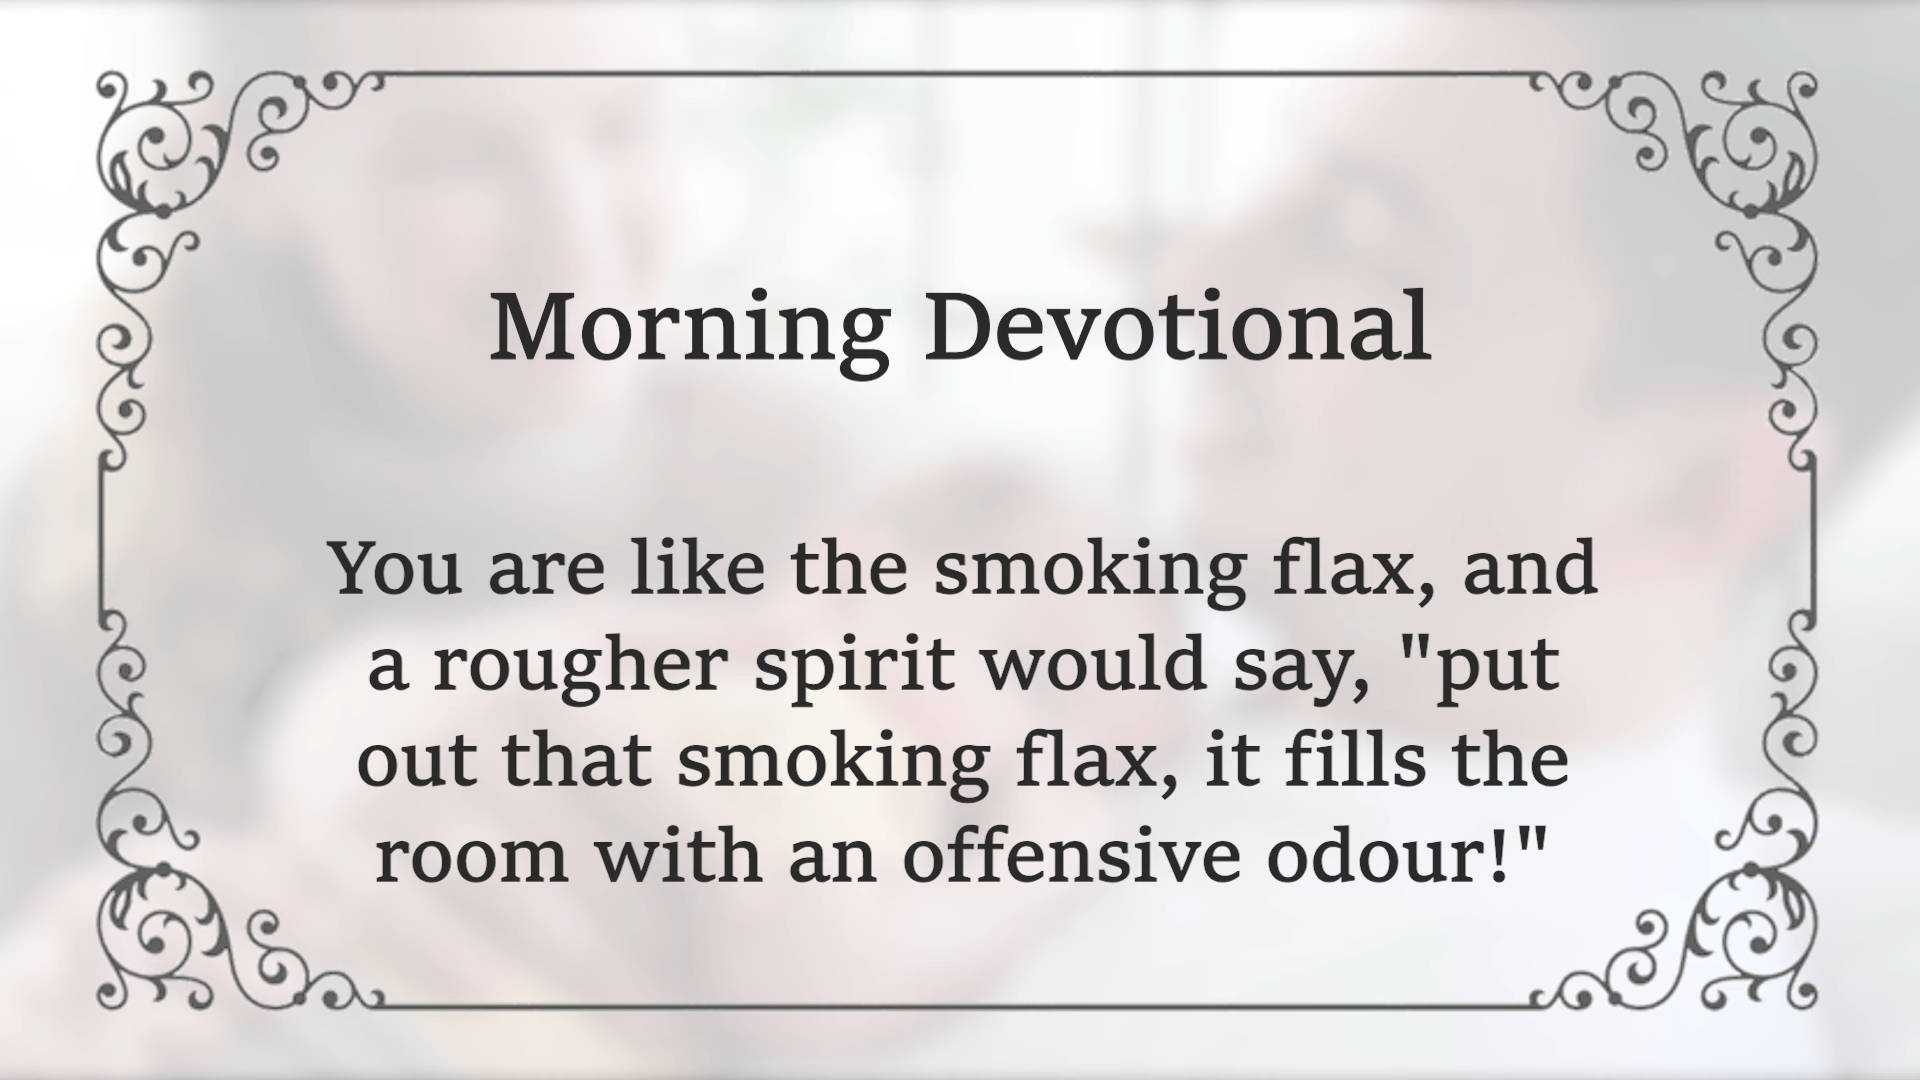 Morning Devotional
You are like the smoking flax, and
a rougher spirit would say, "put
out that smoking flax, it fills the
room with an offensive odour!"